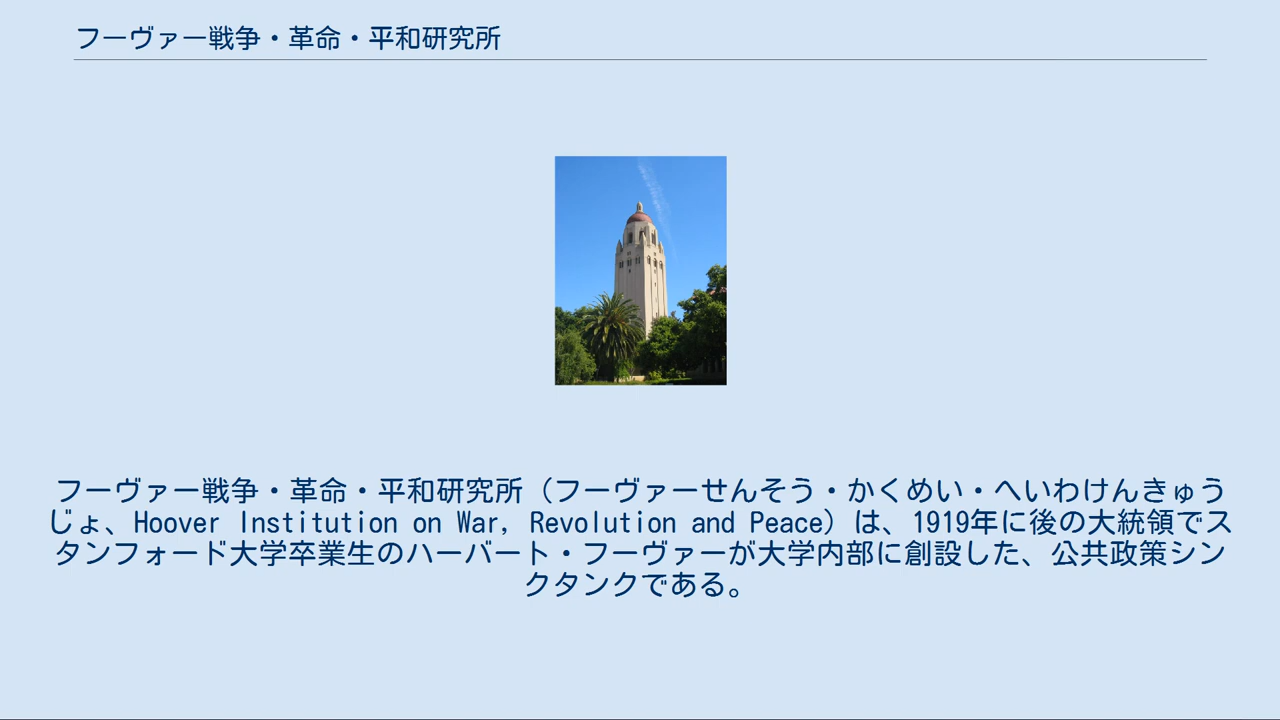 フーヴァー戦争・革命・平和研究所
フーヴァー戦争・革命・平和研究所（フーヴァーせんそう・かくめい・へいわけんきゅう
じょ、Hoover Institution on War, Revolution and Peace）は、1919年に後の大統領でス
タンフォード大学卒業生のハーバート・フーヴァーが大学内部に創設した、公共政策シン
クタンクである。